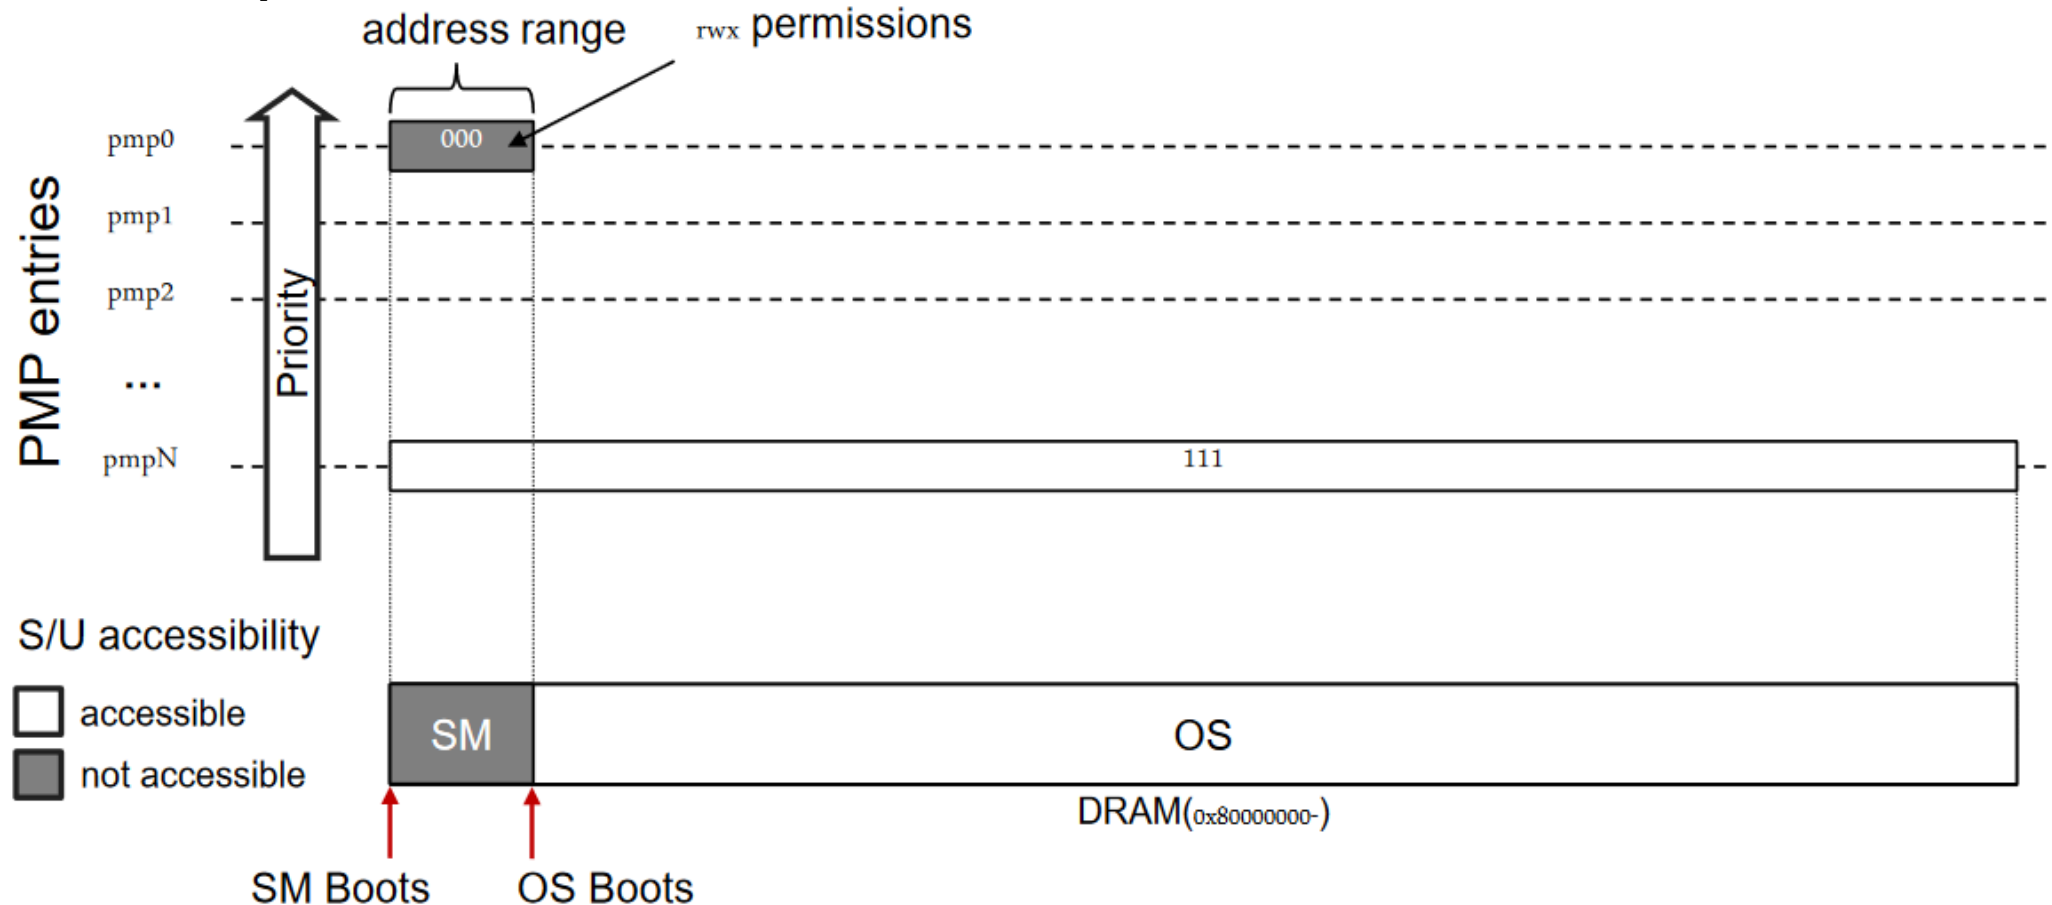 address range
rwx permissions
pmp0
000
pmp1
pmp2
...
pmpN
111
PMP entries
Priority
S/U accessibility
accessible
not accessible
SM
OS
DRAM(0x80000000-)
SM Boots
OS Boots